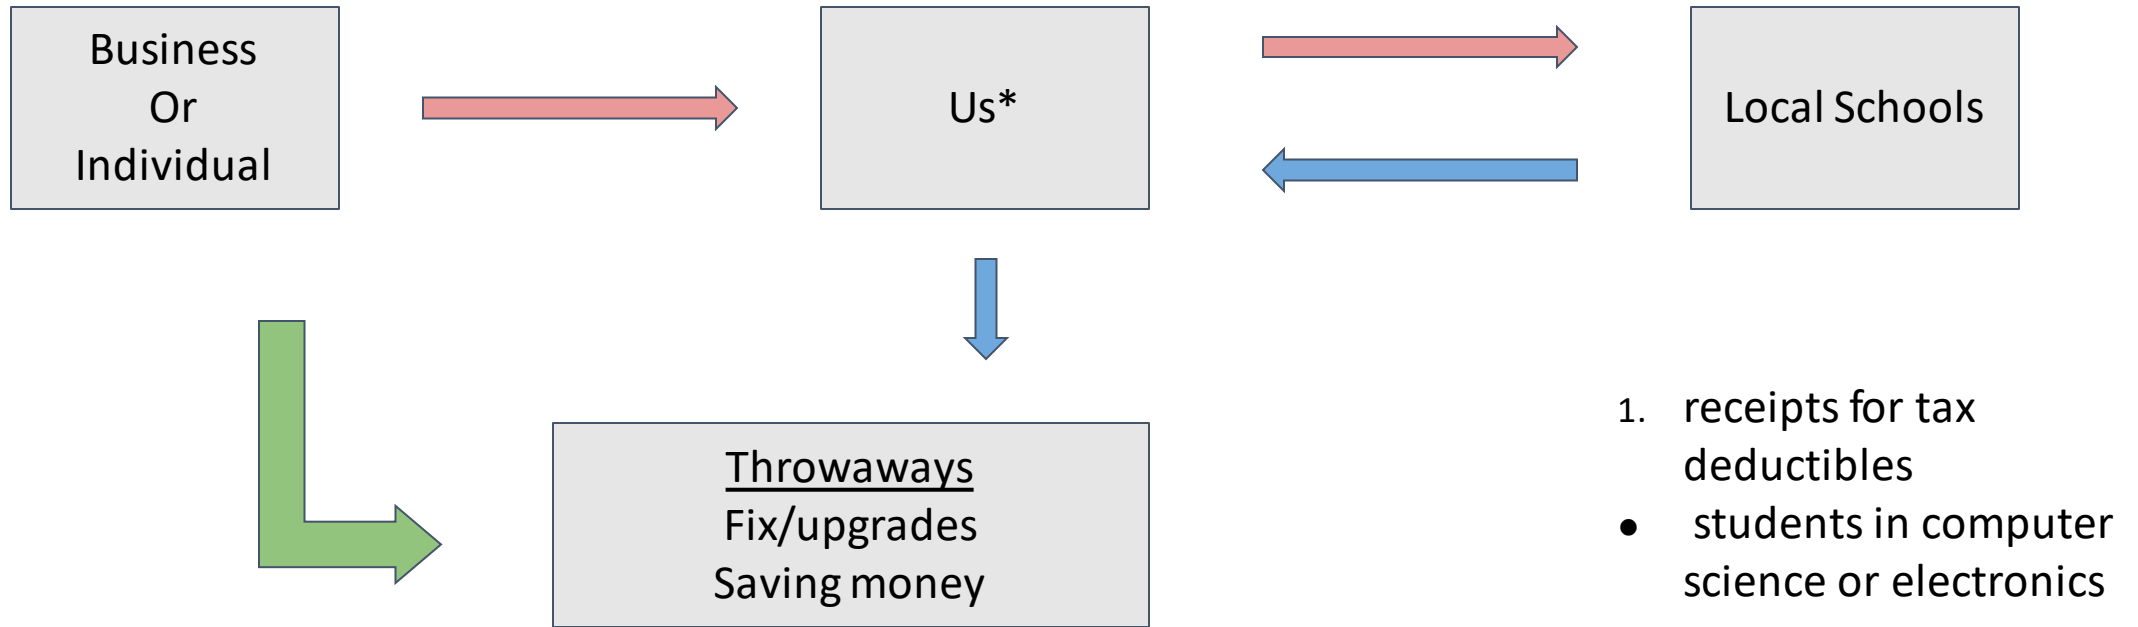 Business
Or
Individual
Us*
Local Schools
Throwaways
Fix/upgrades
Saving money
1. receipts for tax
deductibles
● students in computer
science or electronics